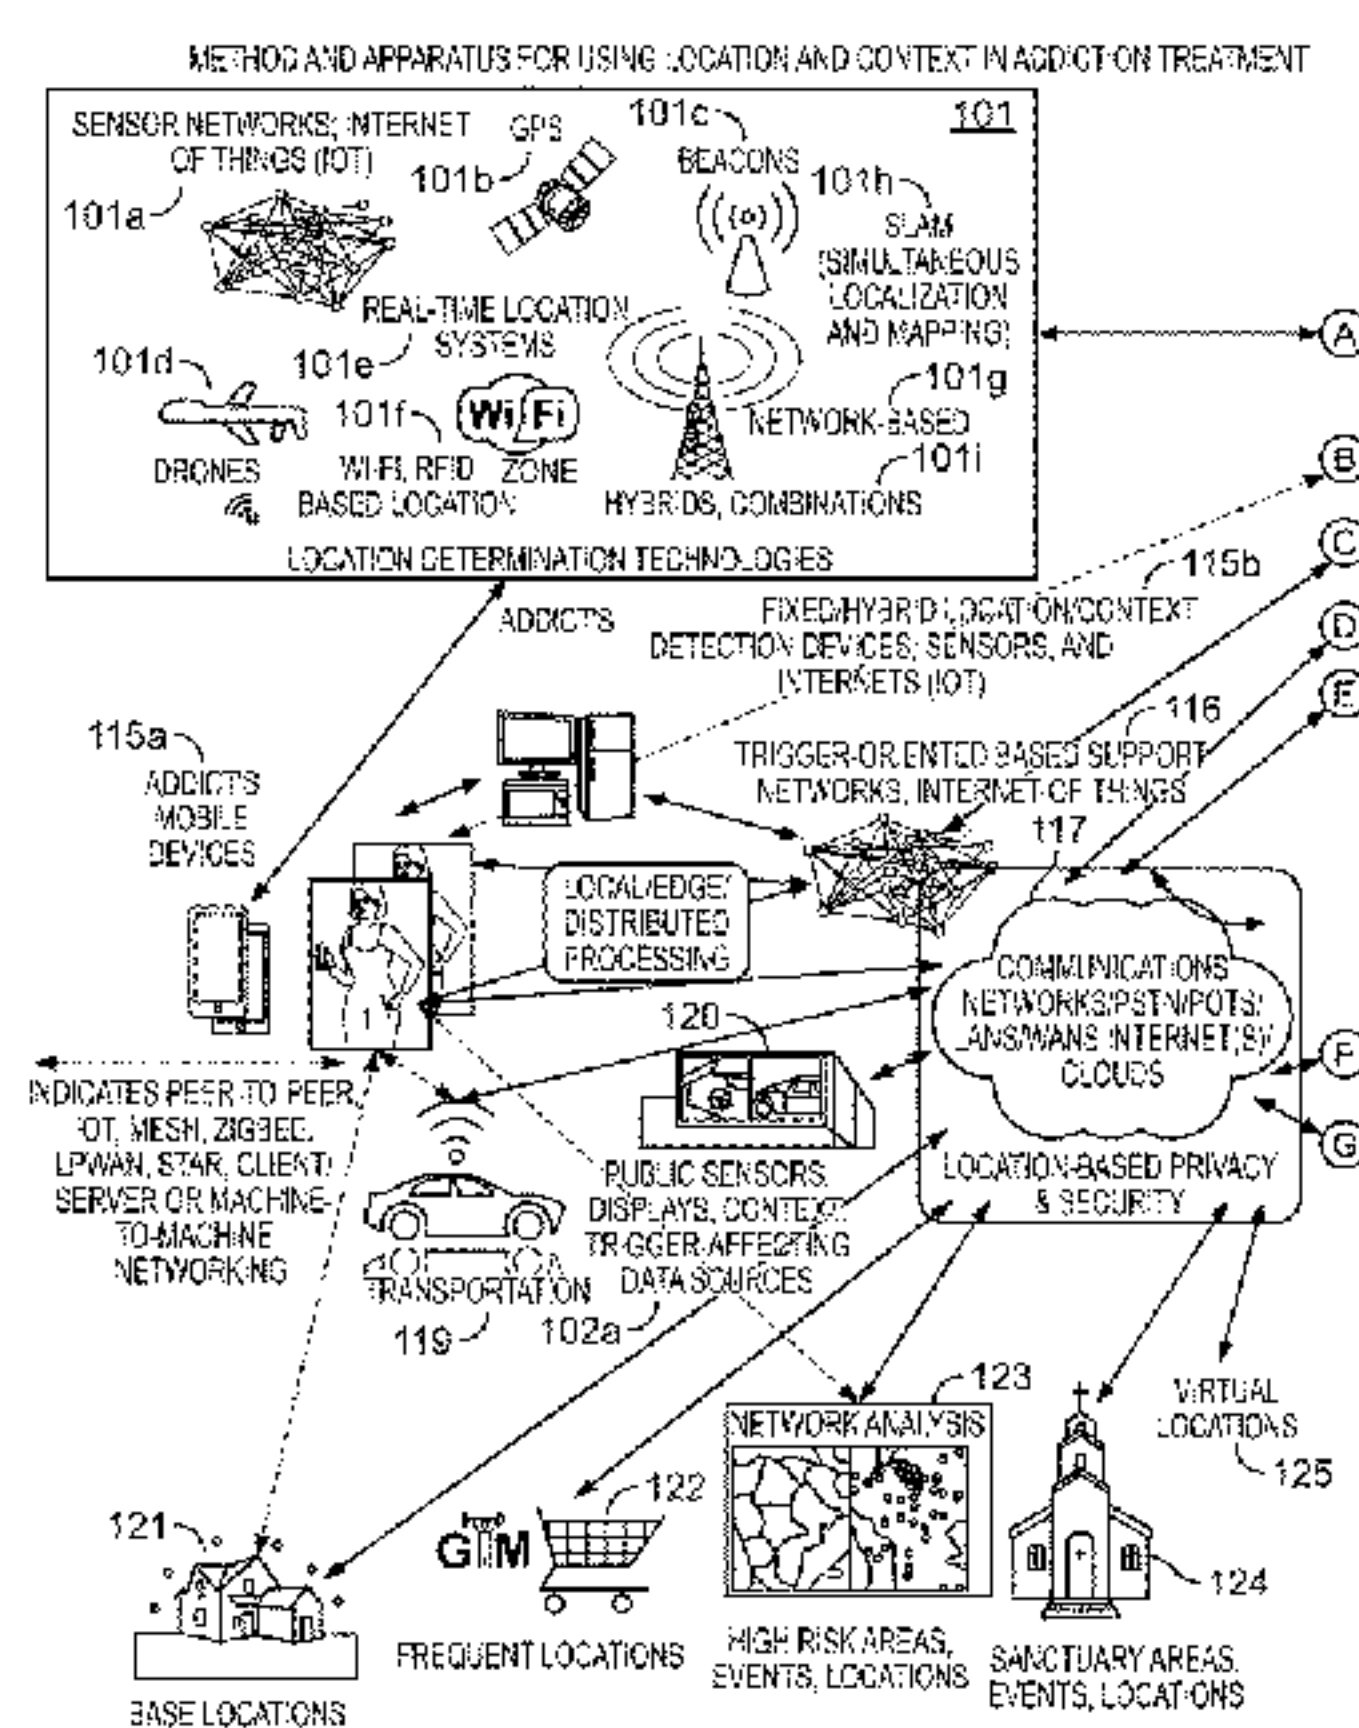 METHOD AND APPARATUS FOR USING LOCATION AND CONTEXT IN ADDICTION TREATMENT
101
SENSOR NETWORKS; INTERNET
OF THINGS (IOT)
101a
GPS
101b
101c
BEACONS
101h
SLAM
(SIMULTANEOUS
LOCALIZATION
AND MAPPING)
REAL-TIME LOCATION
SYSTEMS
101e
101d
DRONES
101f
Wi Fi
WI-FI, RFID
BASED LOCATION
ZONE
101g
NETWORK-BASED
101i
HYBRIDS, COMBINATIONS
LOCATION DETERMINATION TECHNOLOGIES
A
B
C
D
E
ADDICTS
115b
FIXED/HYBRID LOCATION/CONTEXT
DETECTION DEVICES; SENSORS, AND
INTERNETS (IOT)
115a
ADDICTS
MOBILE
DEVICES
116
TRIGGER-ORIENTED BASED SUPPORT
NETWORKS, INTERNET OF THINGS
117
LOCAL/EDGE/
DISTRIBUTED
PROCESSING
1
COMMUNICATIONS
NETWORKS/PSTN/POTS/
LANS/WANS INTERNET(S)/
CLOUDS
LOCATION-BASED PRIVACY
& SECURITY
F
G
120
INDICATES PEER-TO-PEER,
IOT, MESH, ZIGBEE,
LPWAN, STAR, CLIENT/
SERVER OR MACHINE-
TO-MACHINE
NETWORKING
TRANSPORTATION
119
PUBLIC SENSORS,
DISPLAYS, CONTEXT,
TRIGGER-AFFECTING
DATA SOURCES
102a
121
BASE LOCATIONS
GYM
122
FREQUENT LOCATIONS
123
NETWORK ANALYSIS
HIGH RISK AREAS,
EVENTS, LOCATIONS
124
SANCTUARY AREAS,
EVENTS, LOCATIONS
VIRTUAL
LOCATIONS
125